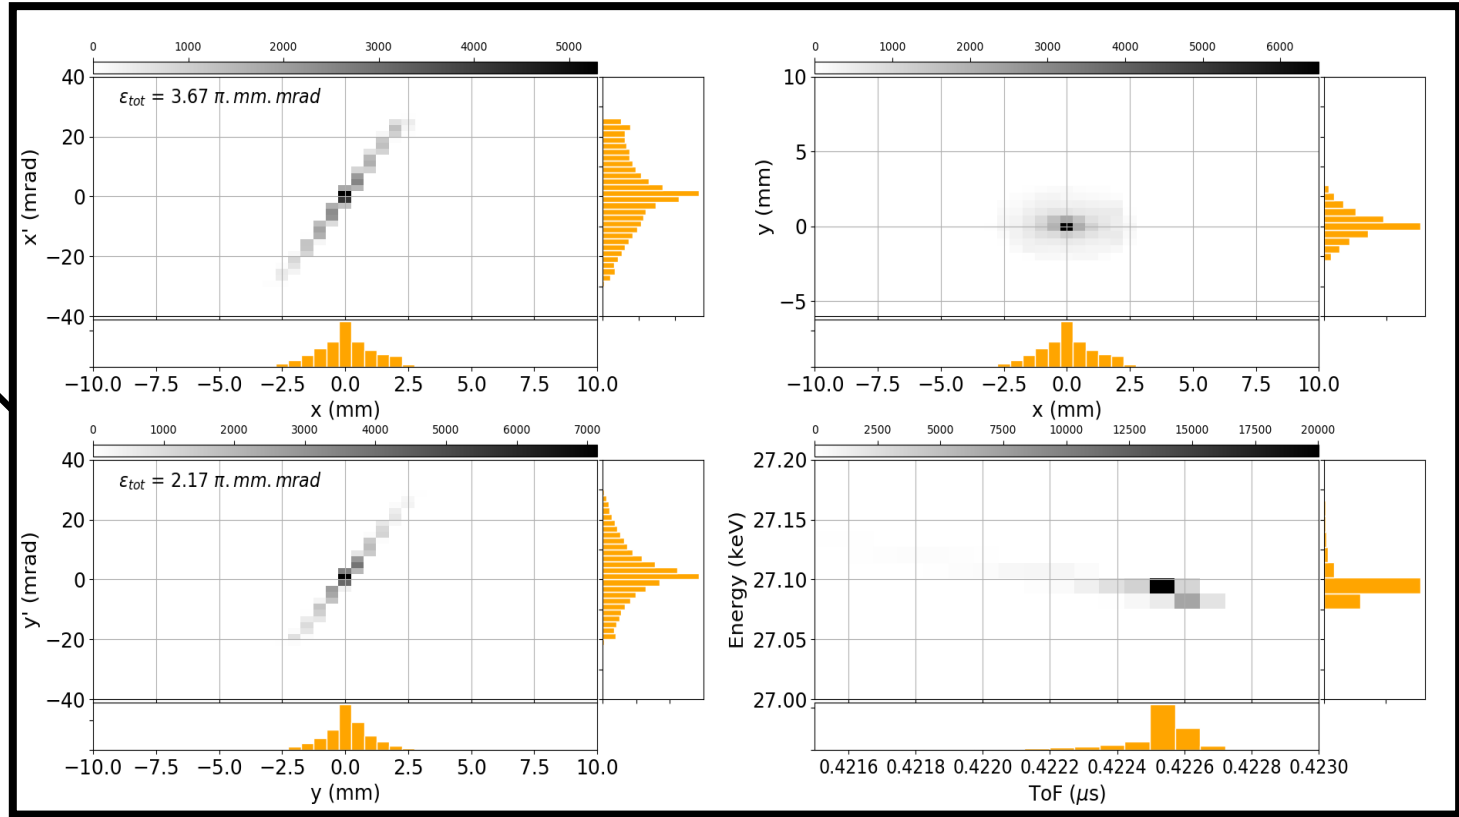 0 1000 2000 3000 4000 5000
40
ε_tot = 3.67 π.mm.mrad
20
0
−20
−40
x' (mrad)
−10.0 −7.5 −5.0 −2.5 0.0 2.5 5.0 7.5 10.0
x (mm)
0 1000 2000 3000 4000 5000 6000
10
5
0
−5
y (mm)
−10.0 −7.5 −5.0 −2.5 0.0 2.5 5.0 7.5 10.0
x (mm)
0 1000 2000 3000 4000 5000 6000 7000
40
ε_tot = 2.17 π.mm.mrad
20
0
−20
−40
y' (mrad)
−10.0 −7.5 −5.0 −2.5 0.0 2.5 5.0 7.5 10.0
y (mm)
0 2500 5000 7500 10000 12500 15000 17500 20000
27.20
27.15
27.10
27.05
27.00
Energy (keV)
0.4216 0.4218 0.4220 0.4222 0.4224 0.4226 0.4228 0.4230
ToF (μs)